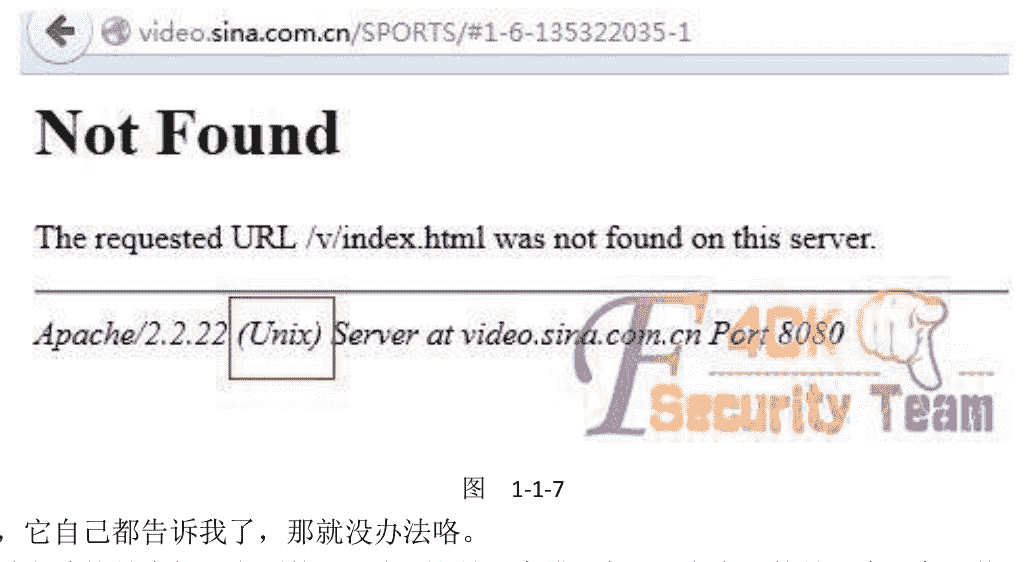 video.sina.com.cn/SPORTS/#1-6-135322035-1
Not Found
The requested URL /v/index.html was not found on this server.
Apache/2.2.22 (Unix) Server at video.sina.com.cn Port 8080
F 4DK
Security Team
图 1-1-7
，它自己都告诉我了，那就没办法咯。